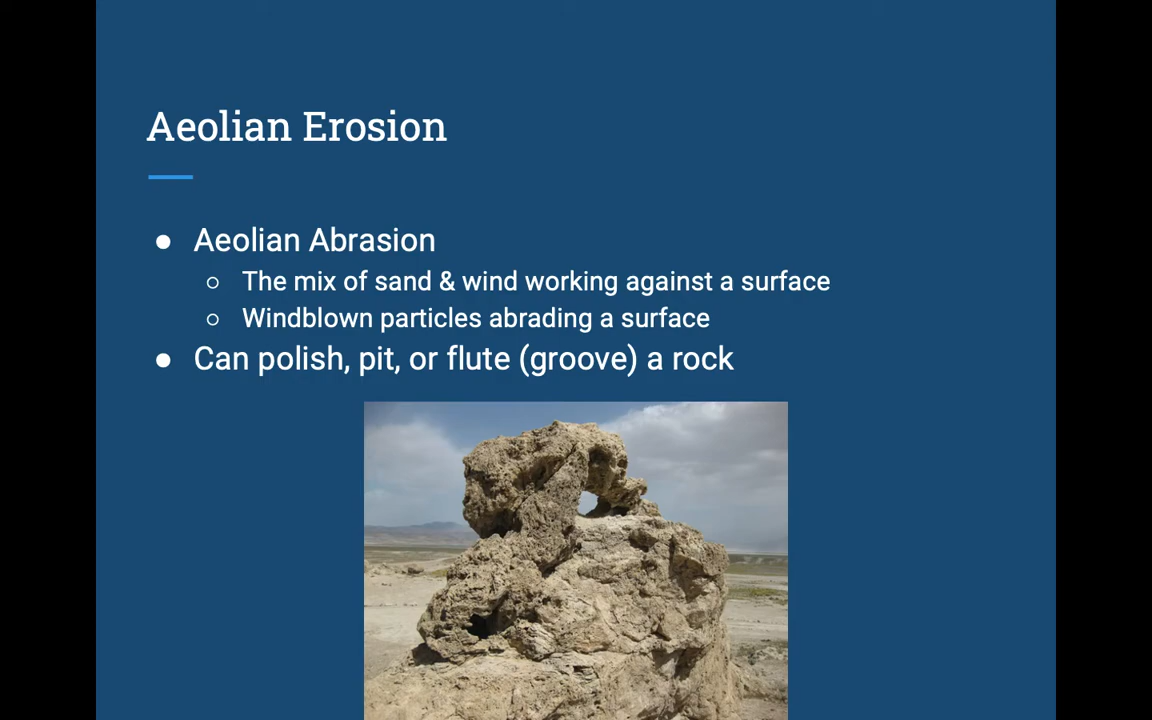 Aeolian Erosion
● Aeolian Abrasion
○ The mix of sand & wind working against a surface
○ Windblown particles abrading a surface
● Can polish, pit, or flute (groove) a rock